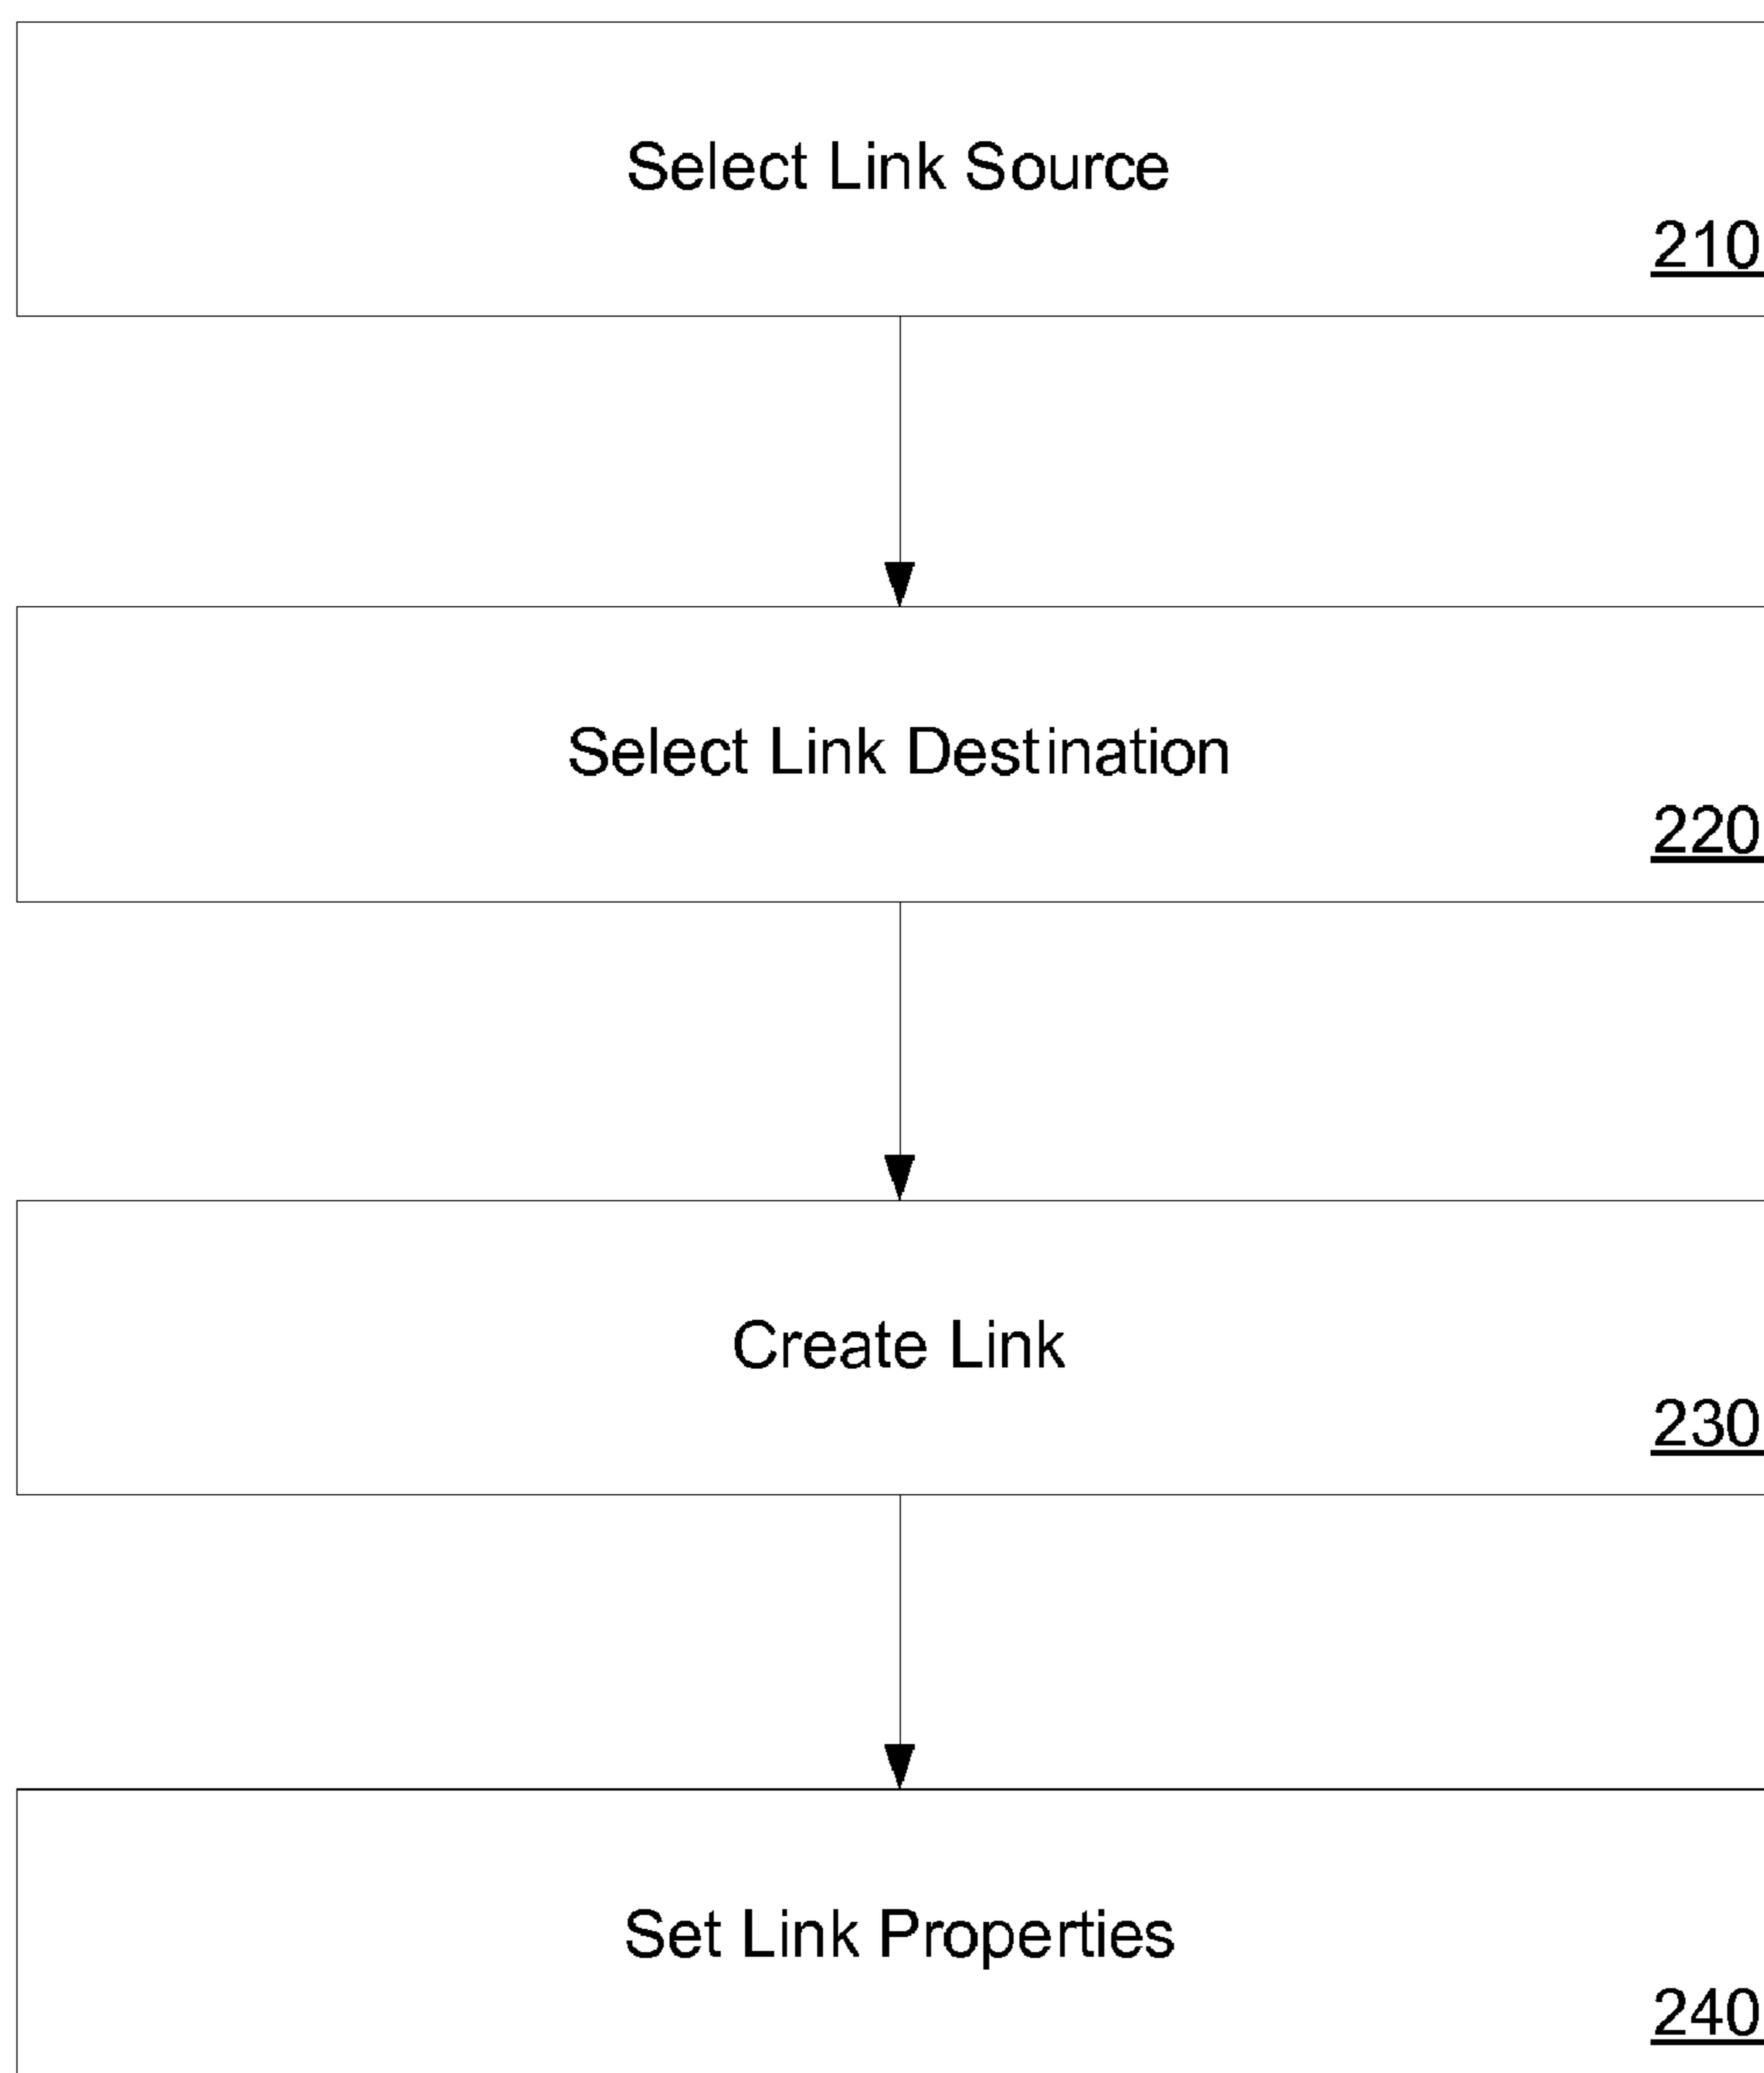 Select Link Source
210
Select Link Destination
220
Create Link
230
Set Link Properties
240